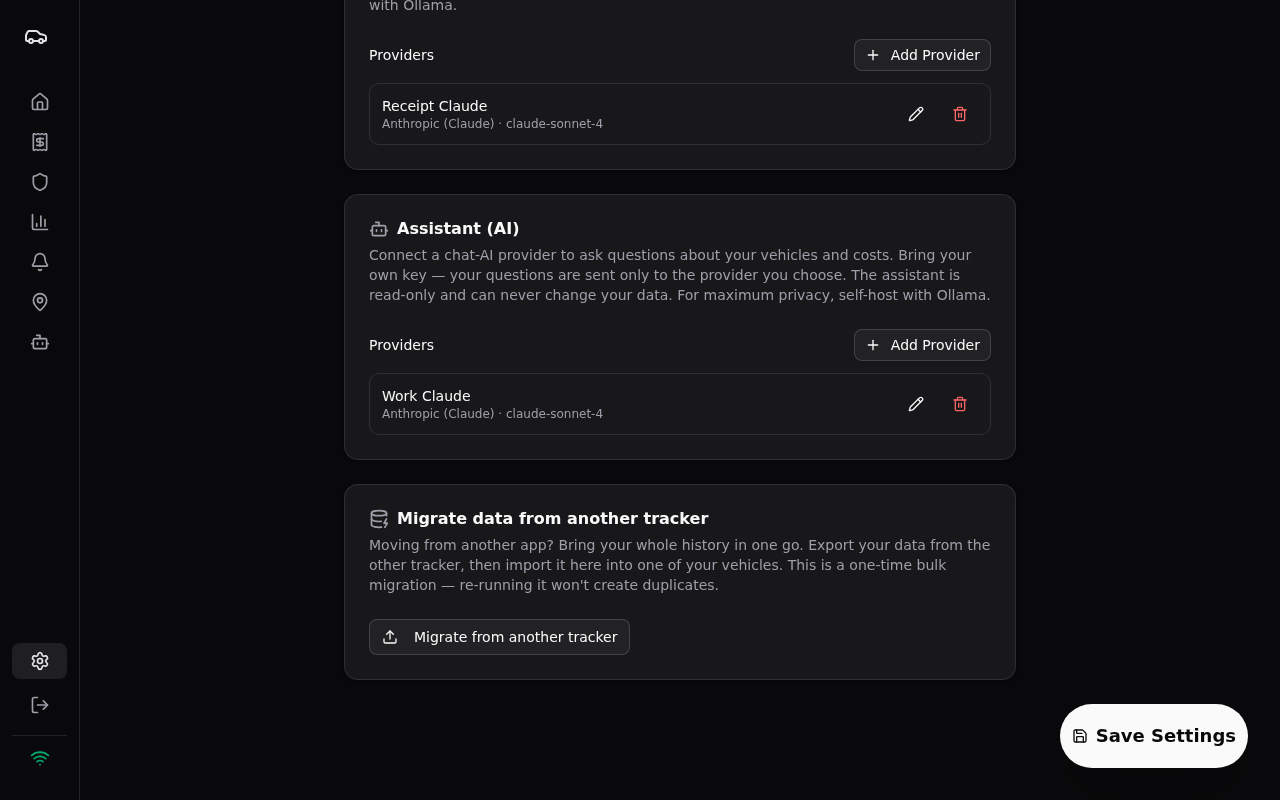 with Ollama.
Providers
Add Provider
Receipt Claude
Anthropic (Claude) · claude-sonnet-4
Assistant (AI)
Connect a chat-AI provider to ask questions about your vehicles and costs. Bring your
own key — your questions are sent only to the provider you choose. The assistant is
read-only and can never change your data. For maximum privacy, self-host with Ollama.
Providers
Add Provider
Work Claude
Anthropic (Claude) · claude-sonnet-4
Migrate data from another tracker
Moving from another app? Bring your whole history in one go. Export your data from the
other tracker, then import it here into one of your vehicles. This is a one-time bulk
migration — re-running it won't create duplicates.
Migrate from another tracker
Save Settings